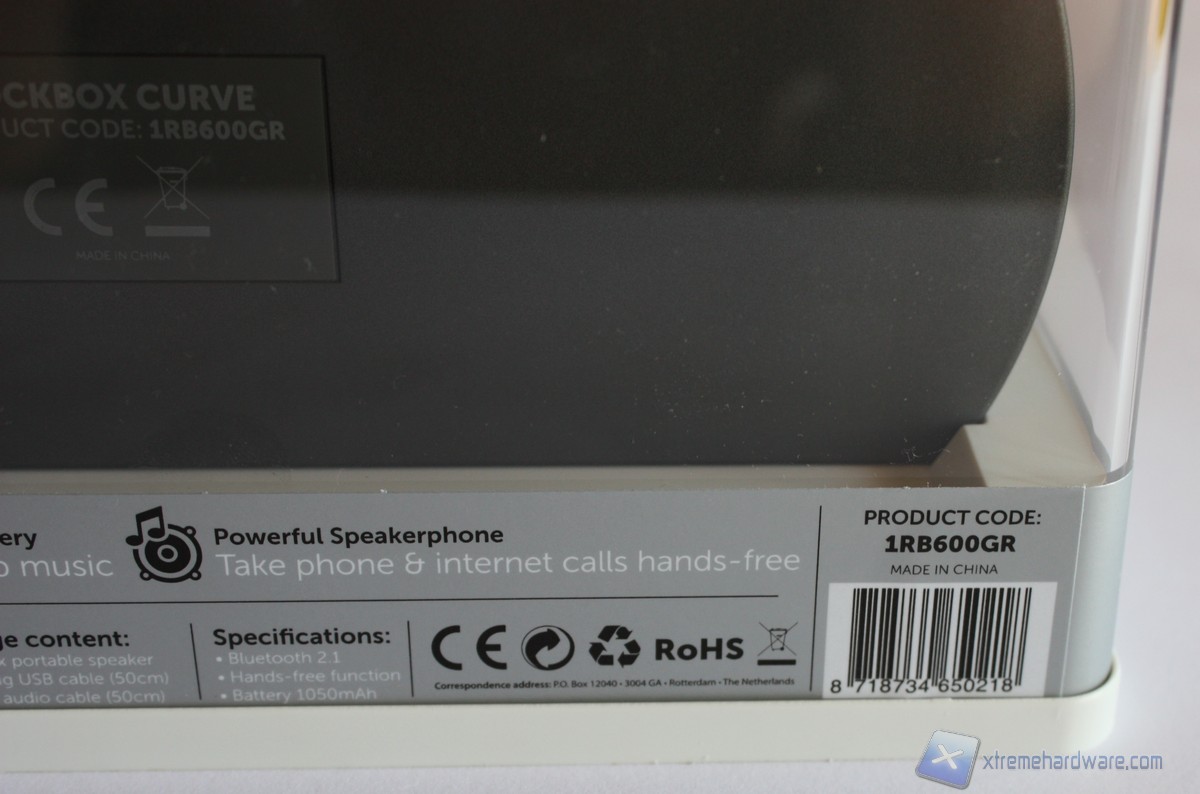 CKBOX CURVE
UCT CODE: 1RB600GR
CE
MADE IN CHINA
ery
Powerful Speakerphone
music
Take phone & internet calls hands-free
PRODUCT CODE:
1RB600GR
MADE IN CHINA
ge content:
x portable speaker
ug USB cable (50cm)
audio cable (50cm)
Specifications:
• Bluetooth 2.1
• Hands-free function
• Battery 1050mAh
CE RoHS
Correspondence address: P.O. Box 12040 • 3004 GA • Rotterdam • The Netherlands
8 718734 650218
xtremehardware.com